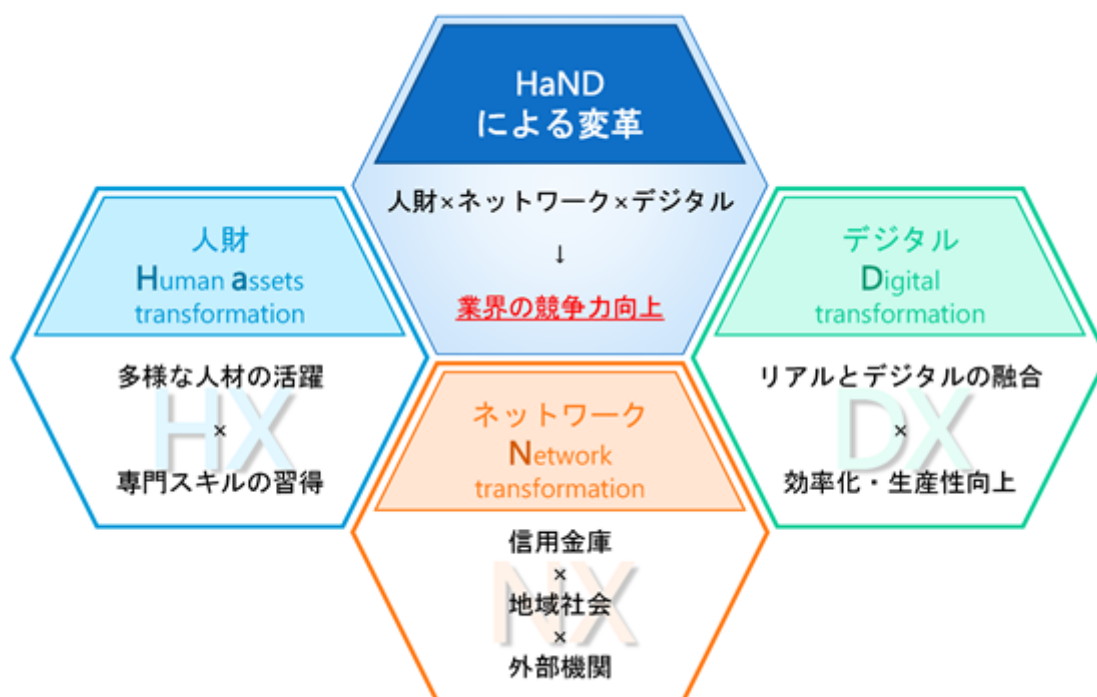 HaND
による変革
人財×ネットワーク×デジタル
↓
業界の競争力向上
人財
Human assets
transformation
HX
多様な人材の活躍
×
専門スキルの習得
ネットワーク
Network
transformation
NX
信用金庫
×
地域社会
×
外部機関
デジタル
Digital
transformation
DX
リアルとデジタルの融合
×
効率化・生産性向上